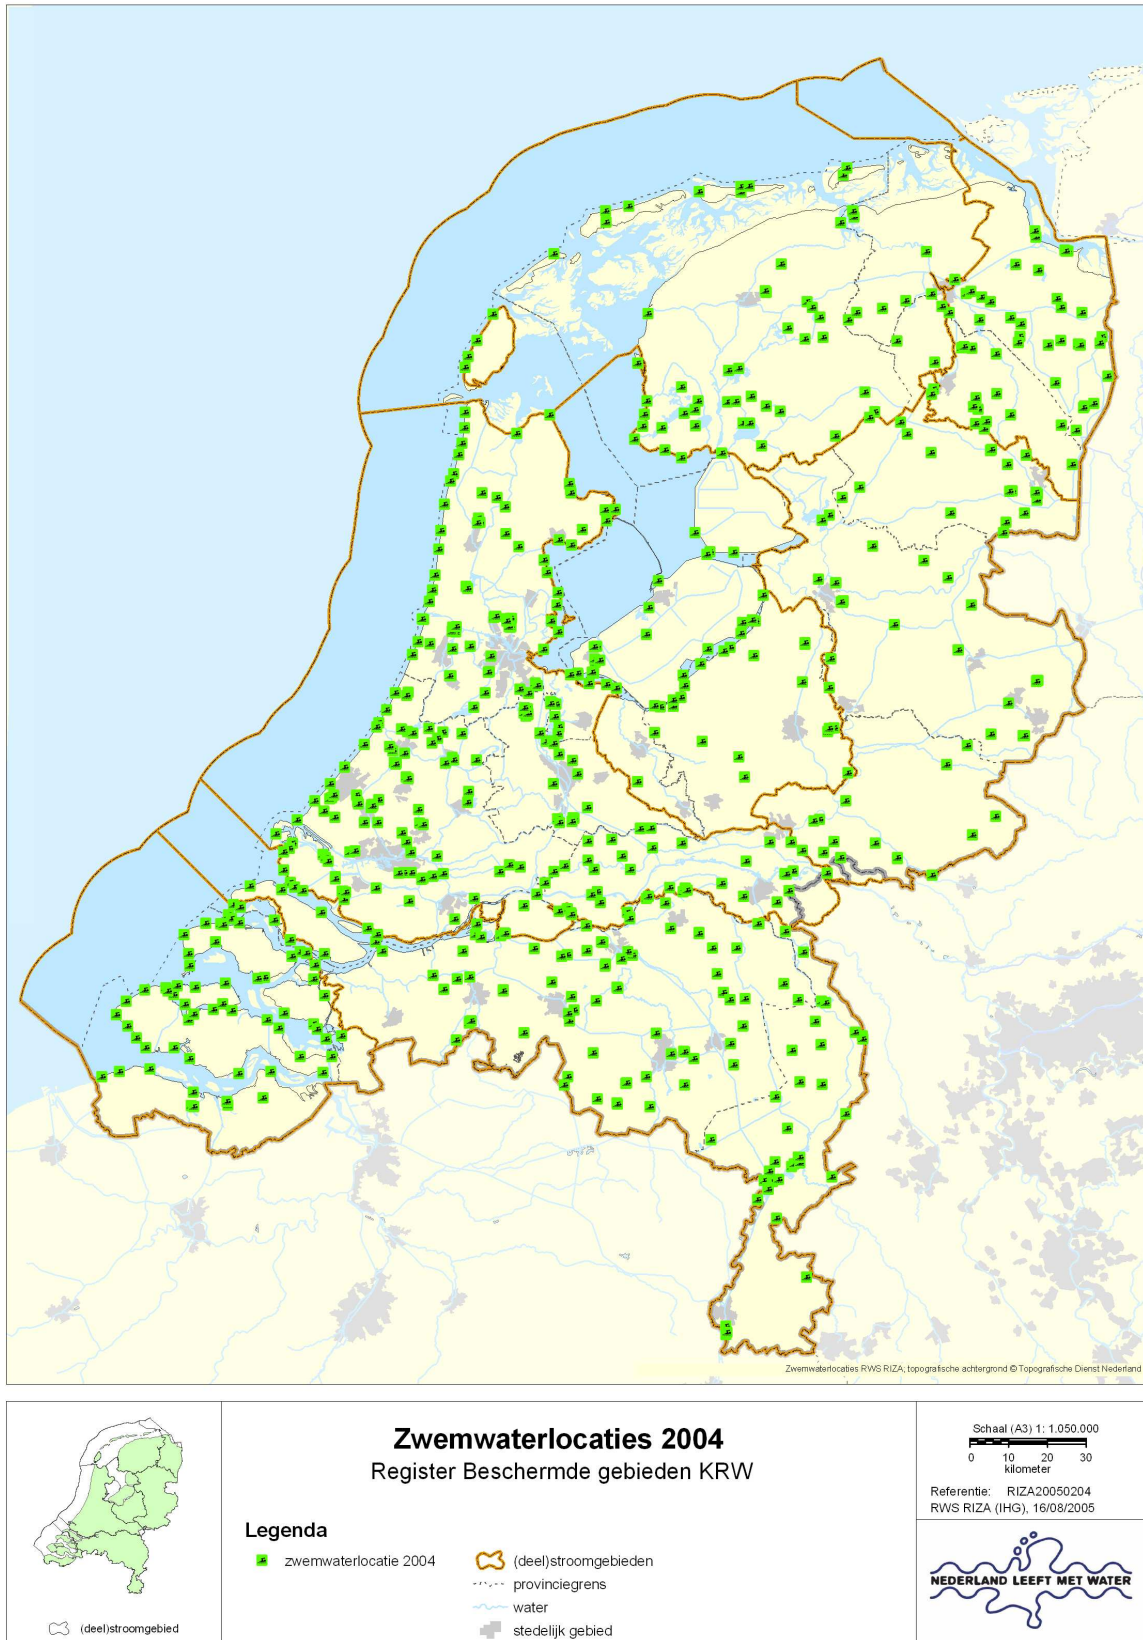 Zwemwaterlocaties RWS RIZA; topografische achtergrond © Topografische Dienst Nederland
Zwemwaterlocaties 2004
Register Beschermde gebieden KRW
Legenda
zwemwaterlocatie 2004
(deel)stroomgebieden
provinciegrens
water
stedelijk gebied
(deel)stroomgebied
Schaal (A3) 1: 1.050.000
0 10 20 30
kilometer
Referentie: RIZA20050204
RWS RIZA (IHG), 16/08/2005
NEDERLAND LEEFT MET WATER